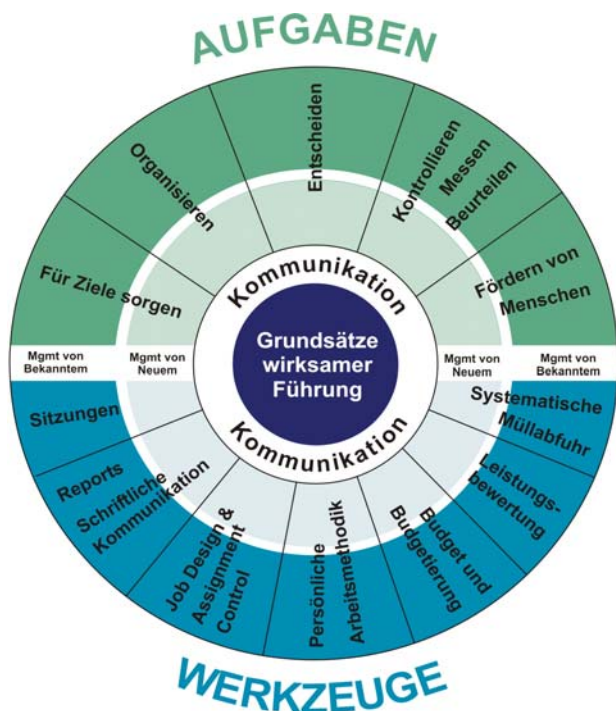 AUFGABEN
Für Ziele sorgen
Organisieren
Entscheiden
Kontrollieren
Messen
Beurteilen
Fördern von
Menschen
Kommunikation
Grundsätze
wirksamer
Führung
Kommunikation
Mgmt von
Bekanntem
Mgmt von
Neuem
Mgmt von
Neuem
Mgmt von
Bekanntem
Sitzungen
Reports
Schriftliche
Kommunikation
Job Design &
Assignment
Control
Persönliche
Arbeitsmethodik
Budget und
Budgetierung
Leistungs-
bewertung
Systematische
Müllabfuhr
WERKZEUGE